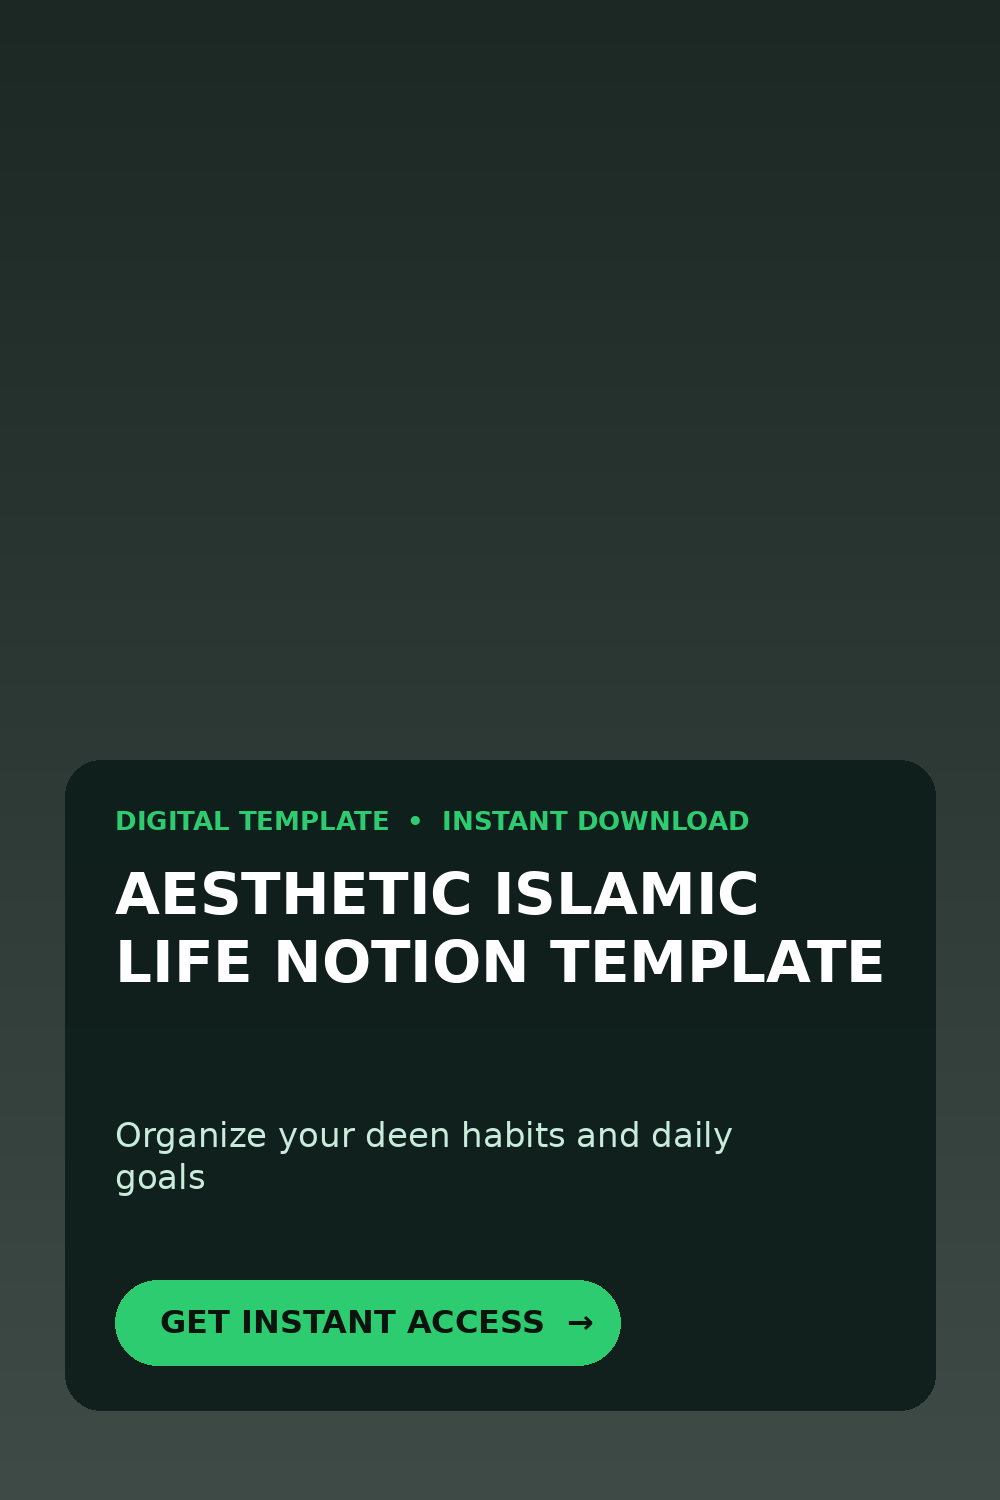 DIGITAL TEMPLATE • INSTANT DOWNLOAD
AESTHETIC ISLAMIC
LIFE NOTION TEMPLATE
Organize your deen habits and daily
goals
GET INSTANT ACCESS →